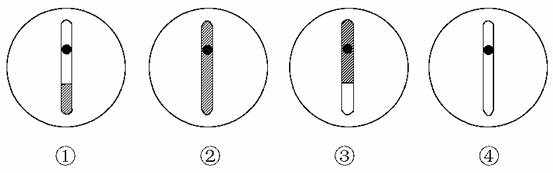 ① ② ③ ④